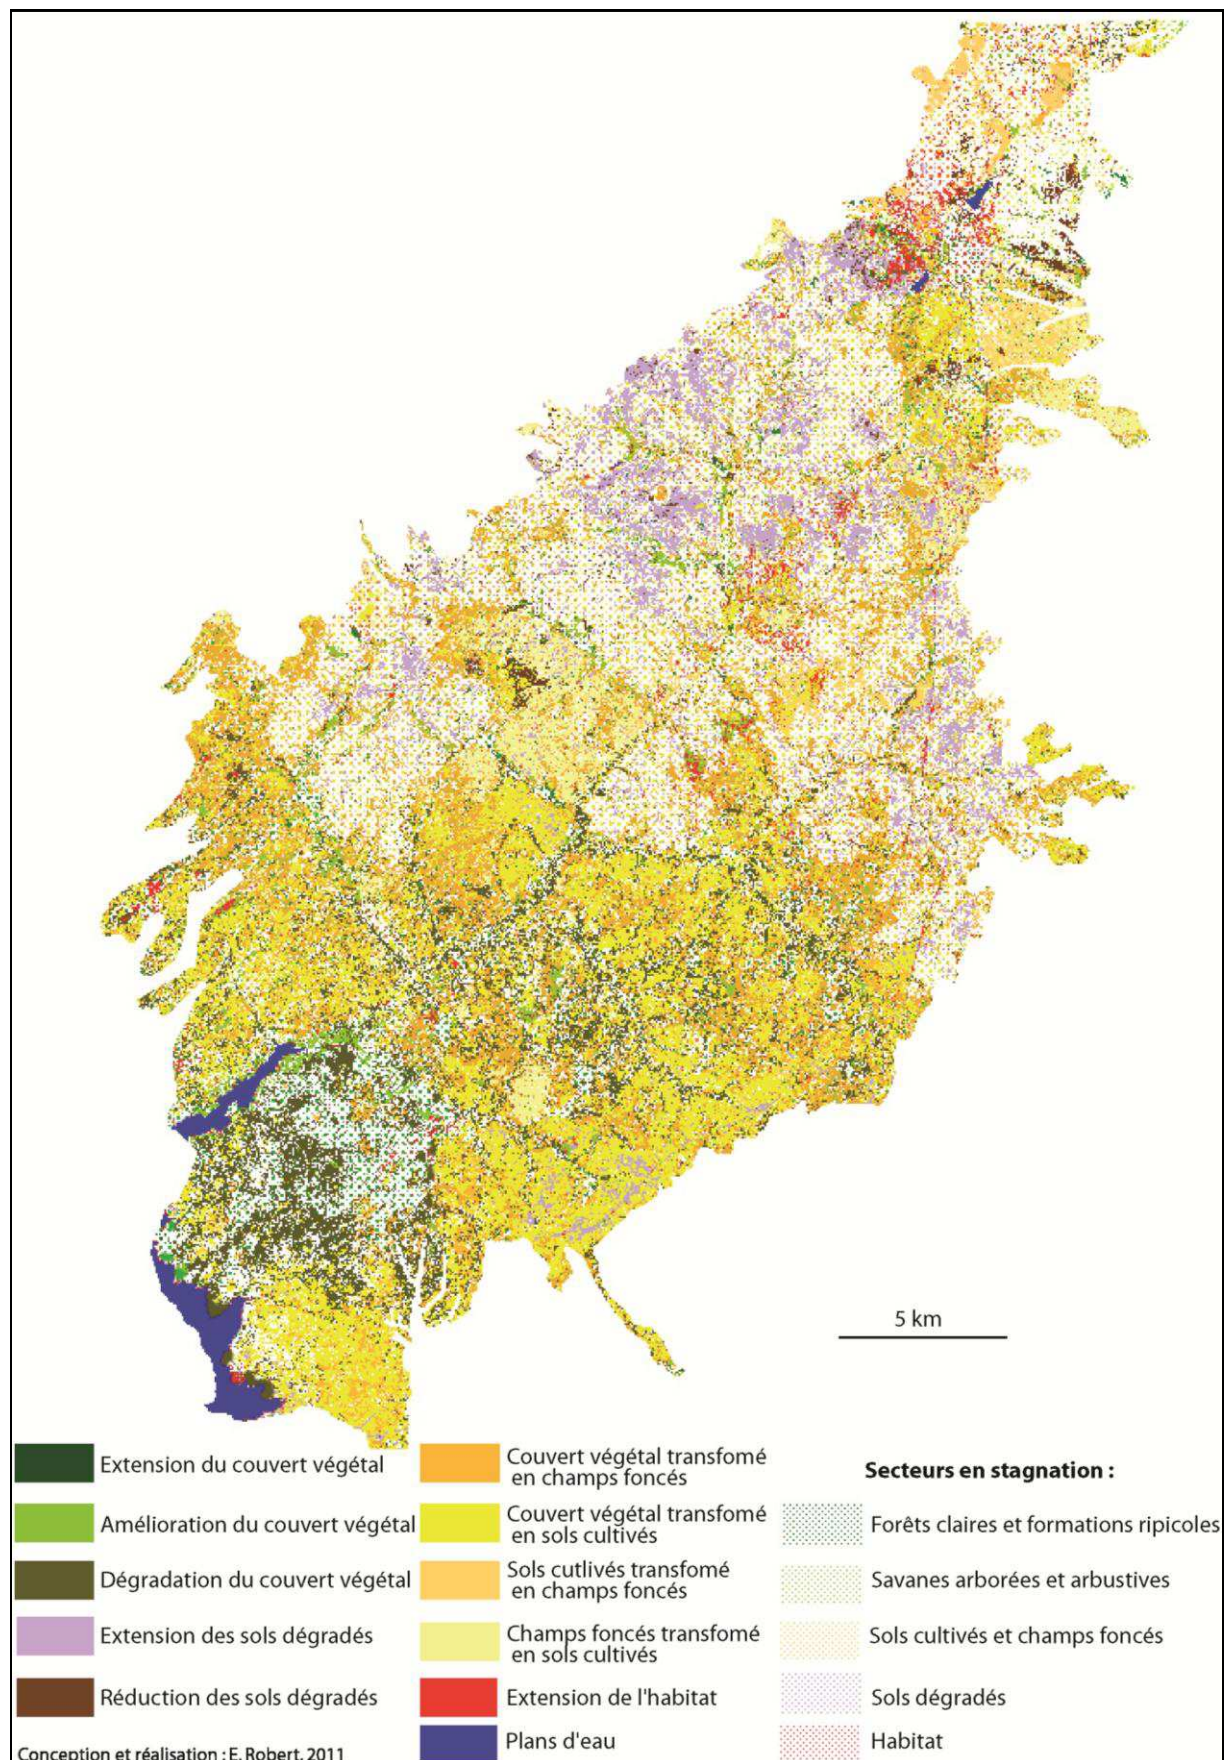 5 km
Extension du couvert végétal
Amélioration du couvert végétal
Dégradation du couvert végétal
Extension des sols dégradés
Réduction des sols dégradés
Conception et réalisation : E. Robert, 2011
Couvert végétal transfomé
en champs foncés
Couvert végétal transfomé
en sols cultivés
Sols cutlivés transfomé
en champs foncés
Champs foncés transfomé
en sols cultivés
Extension de l'habitat
Plans d'eau
Secteurs en stagnation :
Forêts claires et formations ripicoles
Savanes arborées et arbustives
Sols cultivés et champs foncés
Sols dégradés
Habitat